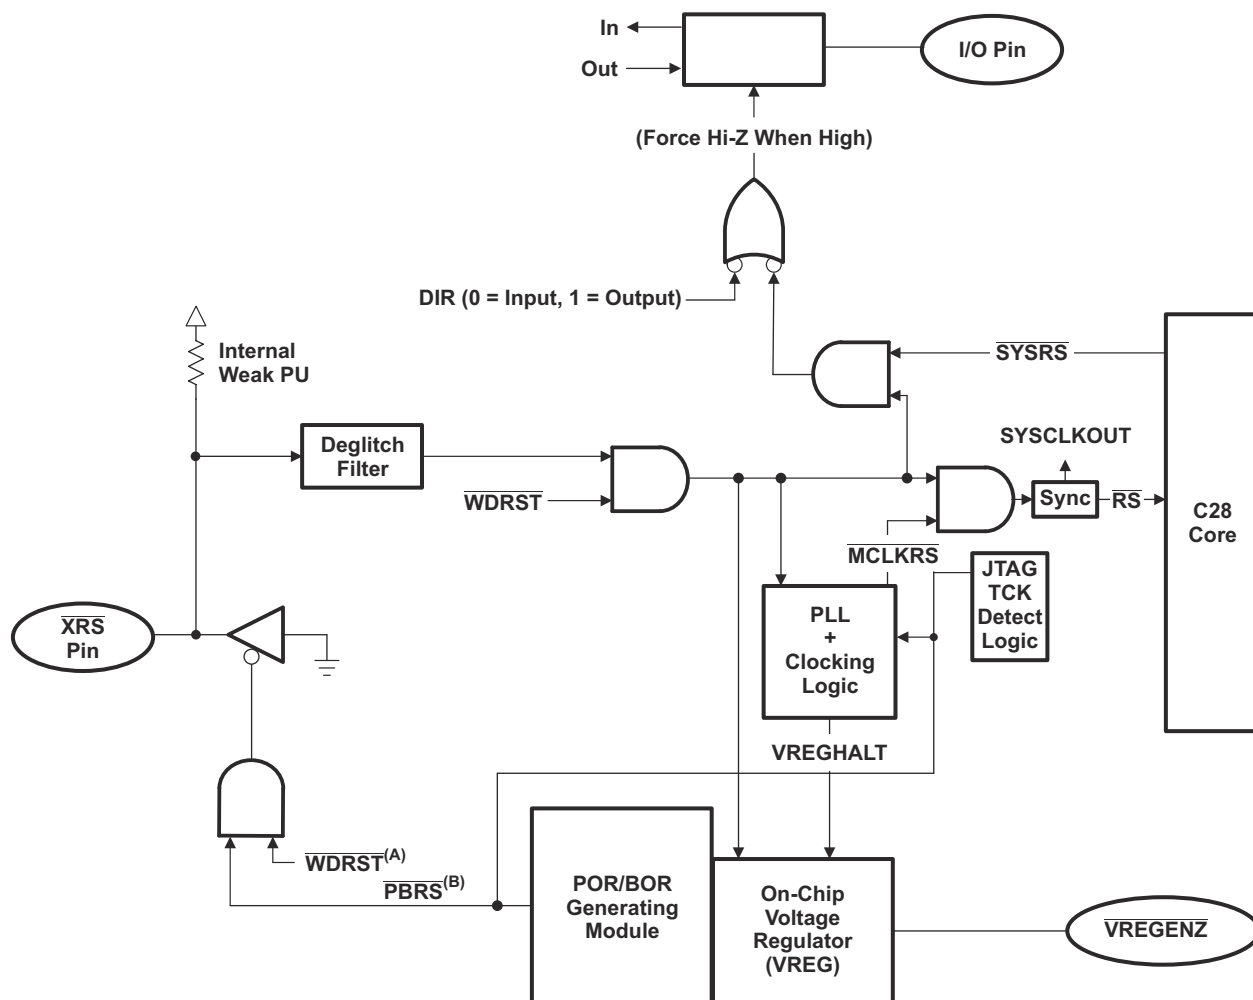 In
Out
I/O Pin
(Force Hi-Z When High)
DIR (0 = Input, 1 = Output)
Internal
Weak PU
SYSRS
Deglitch
Filter
SYSCLKOUT
WDRST
Sync
RS
C28
Core
MCLKRS
JTAG
TCK
Detect
Logic
PLL
+
Clocking
Logic
XRS
Pin
VREGHALT
WDRST(A)
PBRS(B)
POR/BOR
Generating
Module
On-Chip
Voltage
Regulator
(VREG)
VREGENZ